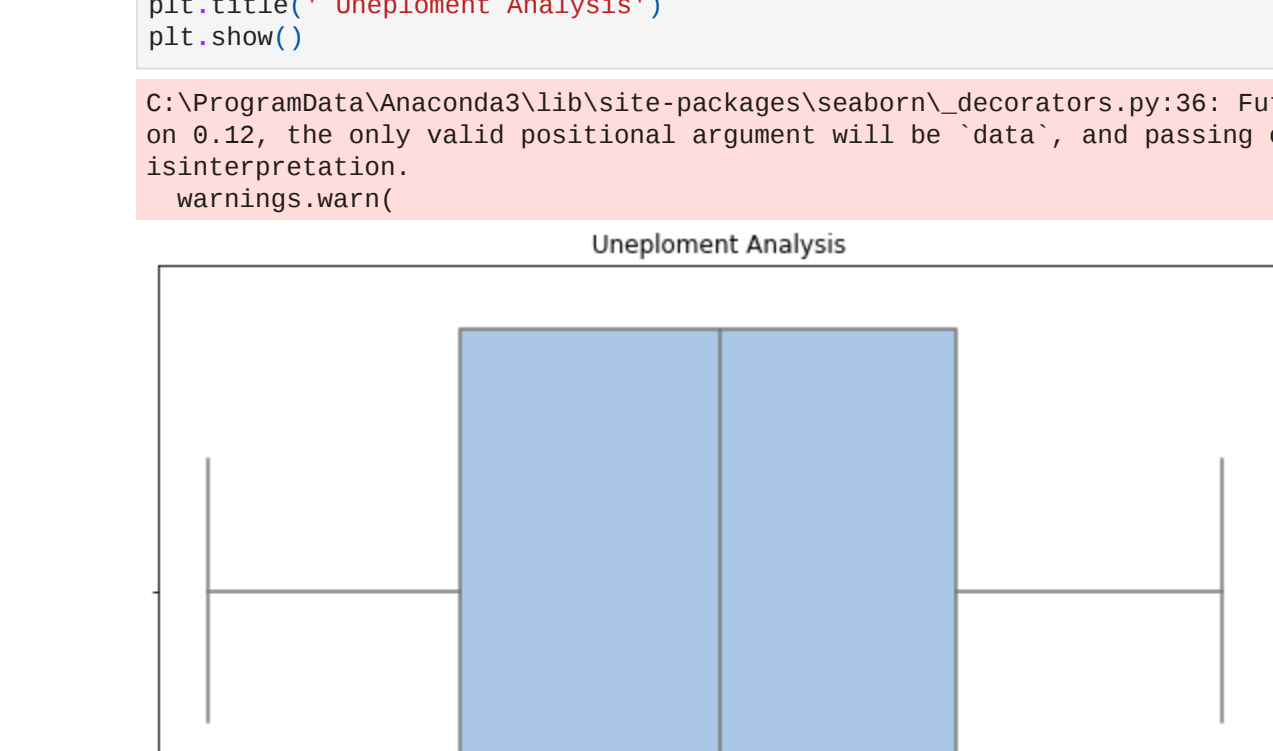 plt.title(' Uneploment Analysis')
plt.show()
C:\ProgramData\Anaconda3\lib\site-packages\seaborn\_decorators.py:36: Fut
on 0.12, the only valid positional argument will be `data`, and passing
isinterpretation.
warnings.warn(
Uneploment Analysis